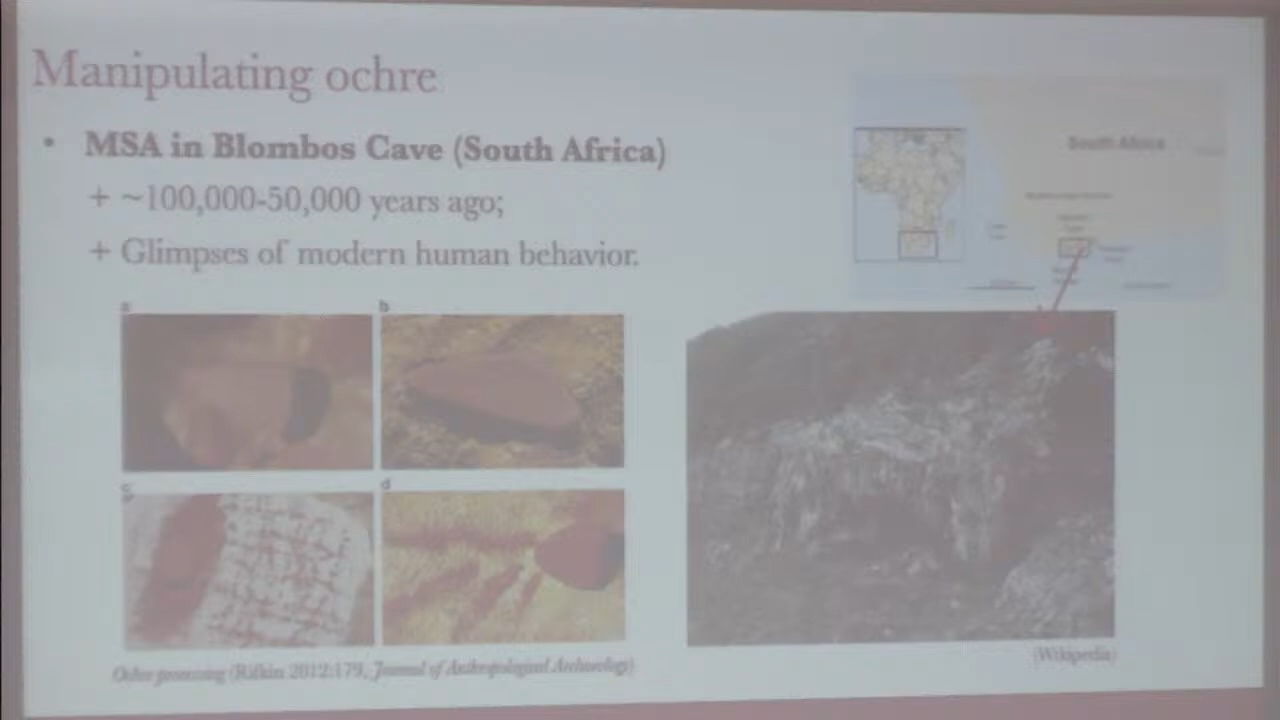 Manipulating ochre
• MSA in Blombos Cave (South Africa)
+ ~100,000-50,000 years ago;
+ Glimpses of modern human behavior.
South Africa
a
b
d
Ochre processing (Rifkin 2012:179, Journal of Anthropological Archaeology)
(Wikipedia)